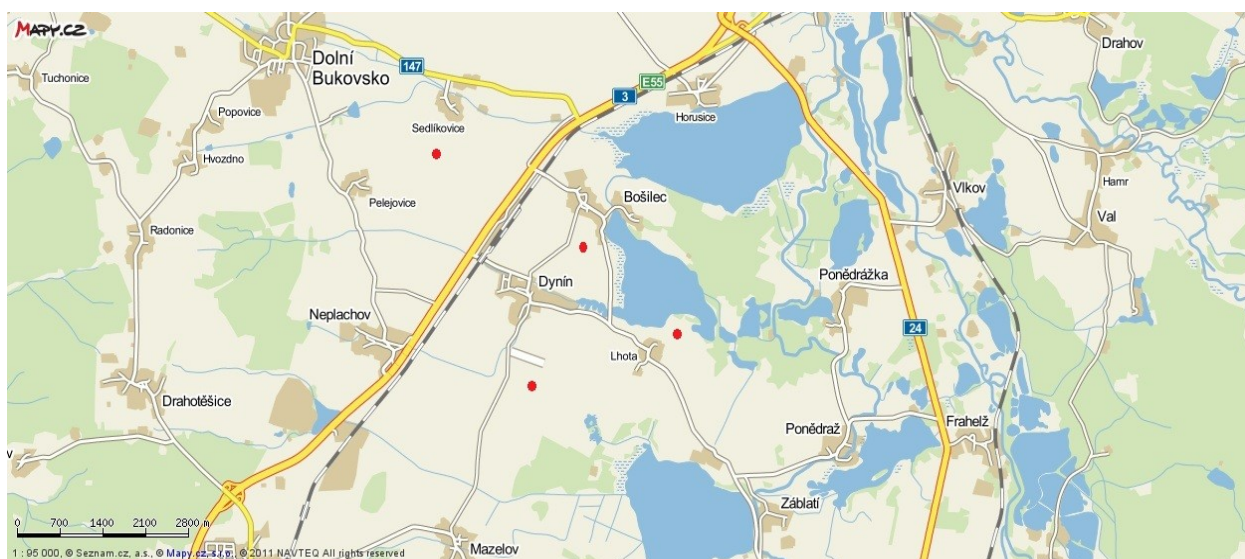 Mapy.cz
Drahov
Dolní
Bukovsko
147
E55
Tuchonice
3
Popovice
Sedlíkovice
Horusice
Hvozdno
Vlkov
Hamr
Pelejovice
Bošilec
Val
Radonice
Ponědrážka
Dynín
Neplachov
24
Lhota
Drahotěšice
Ponědraž
Frahelž
v
Záblatí
0 700 1400 2100 2800 m
Mazelov
1 : 95 000, © Seznam.cz, a.s., © Mapy.cz, s.r.o., © 2011 NAVTEQ All rights reserved